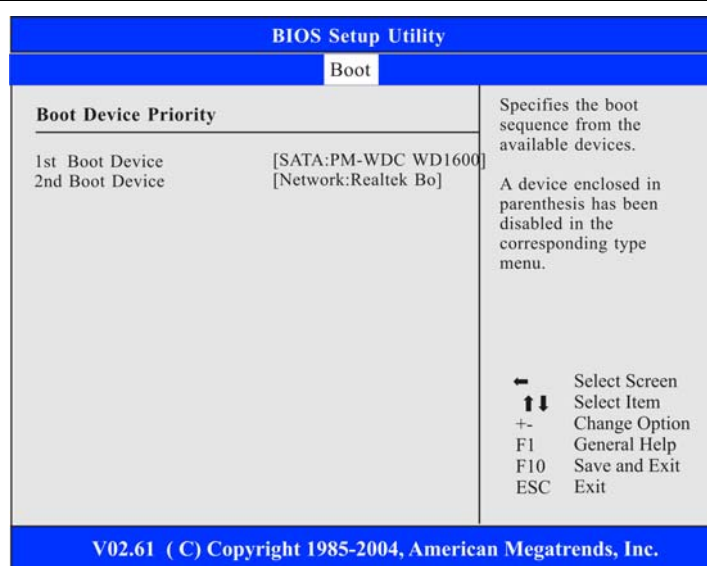 BIOS Setup Utility
Boot
Boot Device Priority
1st Boot Device [SATA:PM-WDC WD1600]
2nd Boot Device [Network:Realtek Bo]
Specifies the boot
sequence from the
available devices.
A device enclosed in
parenthesis has been
disabled in the
corresponding type
menu.
← Select Screen
↑↓ Select Item
+- Change Option
F1 General Help
F10 Save and Exit
ESC Exit
V02.61 ( C) Copyright 1985-2004, American Megatrends, Inc.